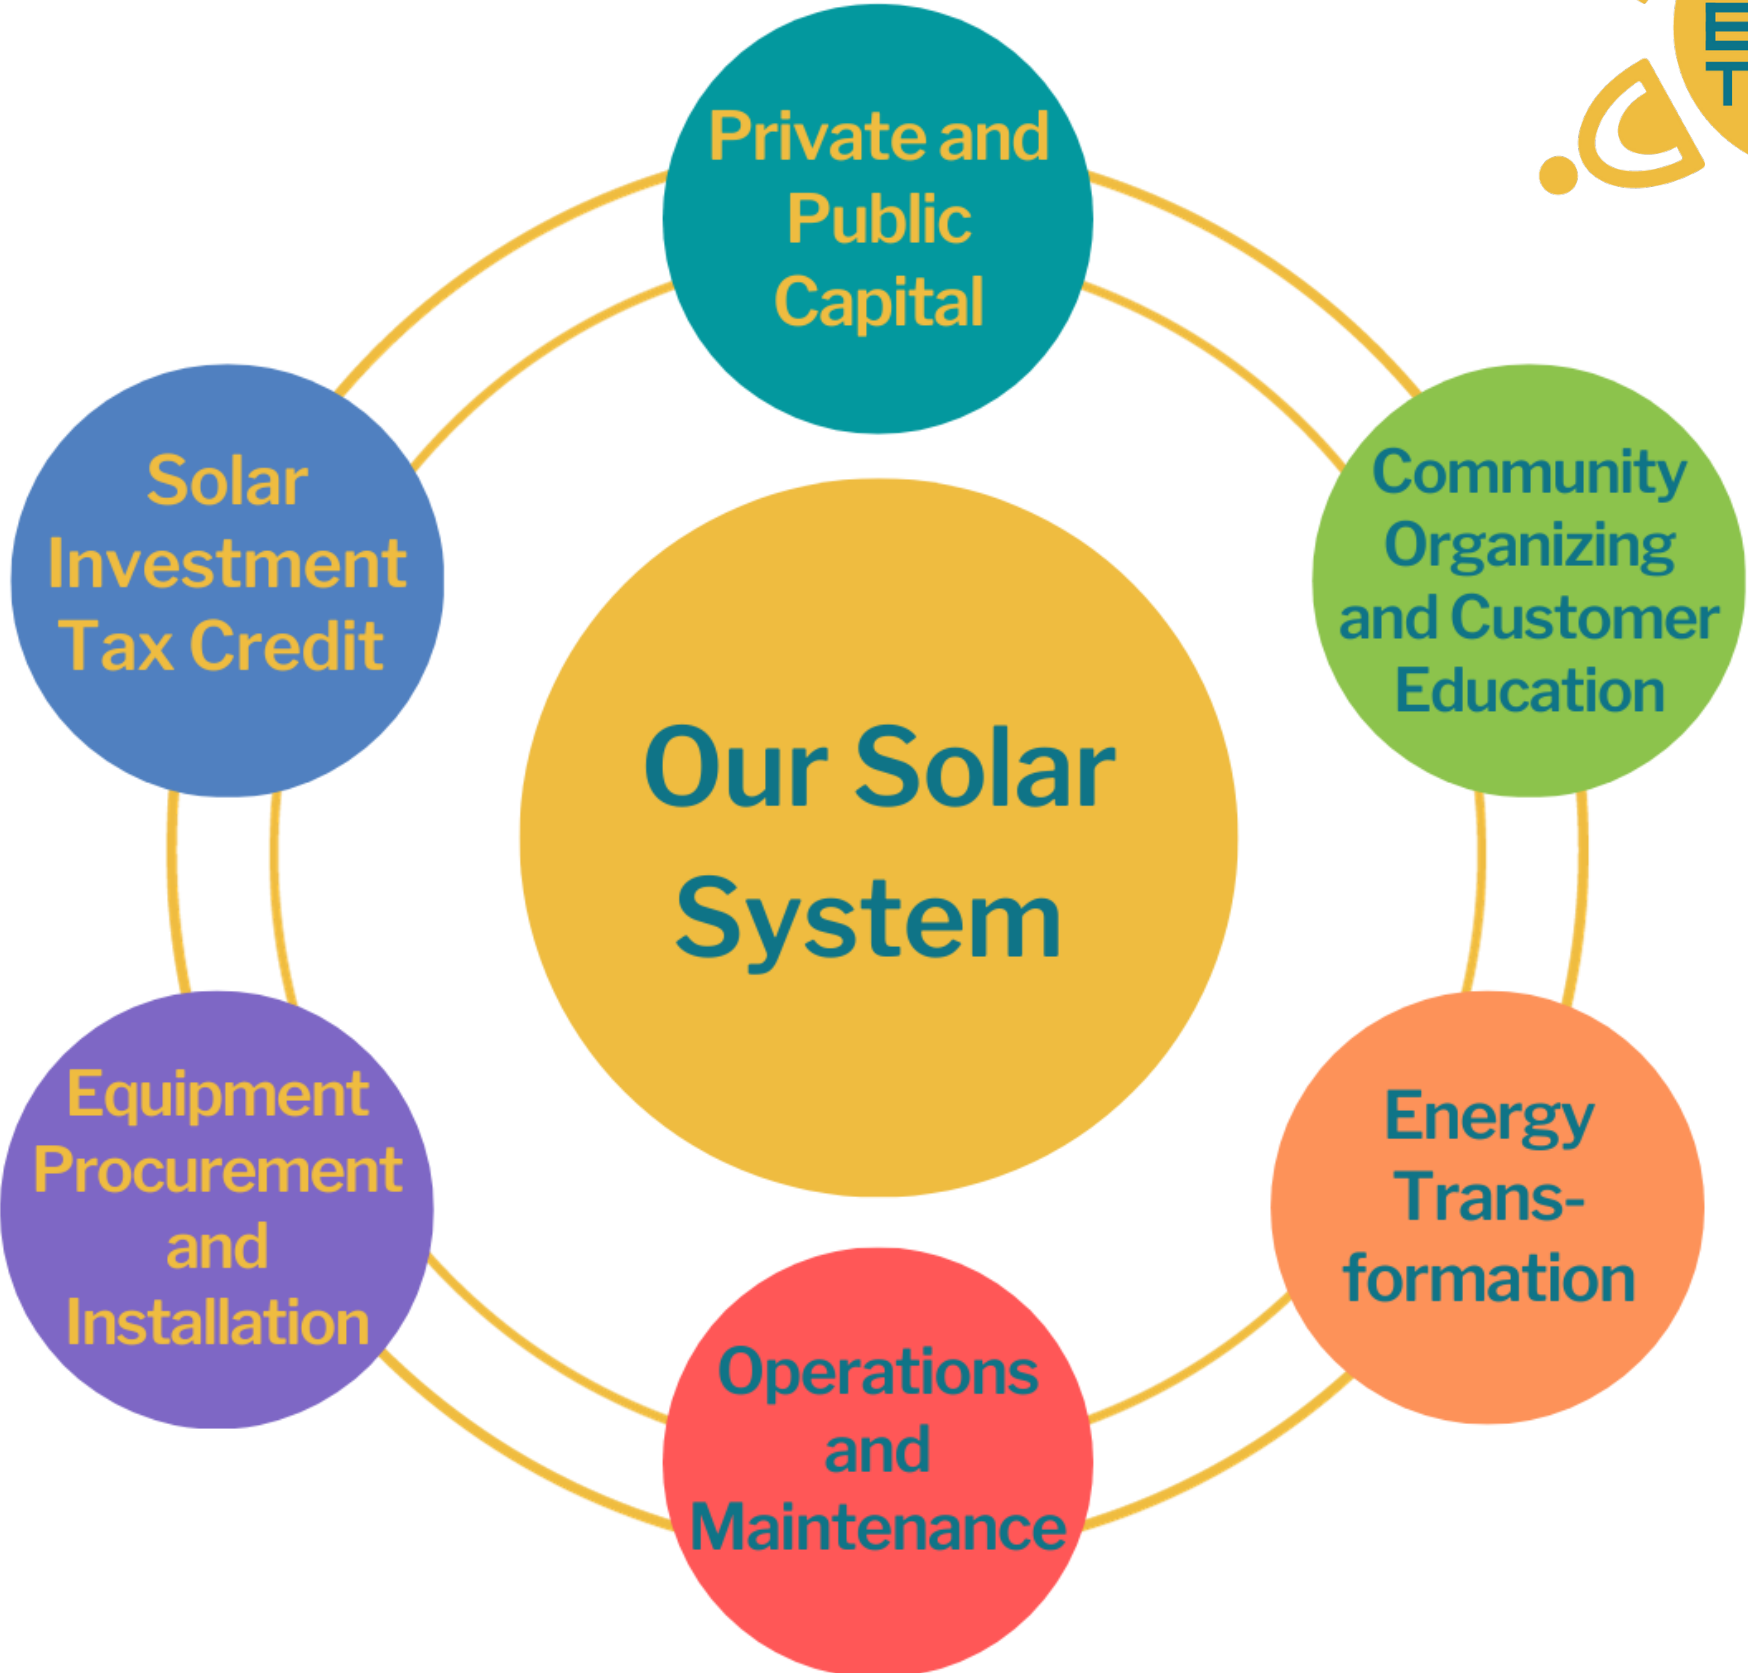 E
T
Private and
Public
Capital
Community
Organizing
and Customer
Education
Energy
Trans-
formation
Operations
and
Maintenance
Equipment
Procurement
and
Installation
Solar
Investment
Tax Credit
Our Solar
System